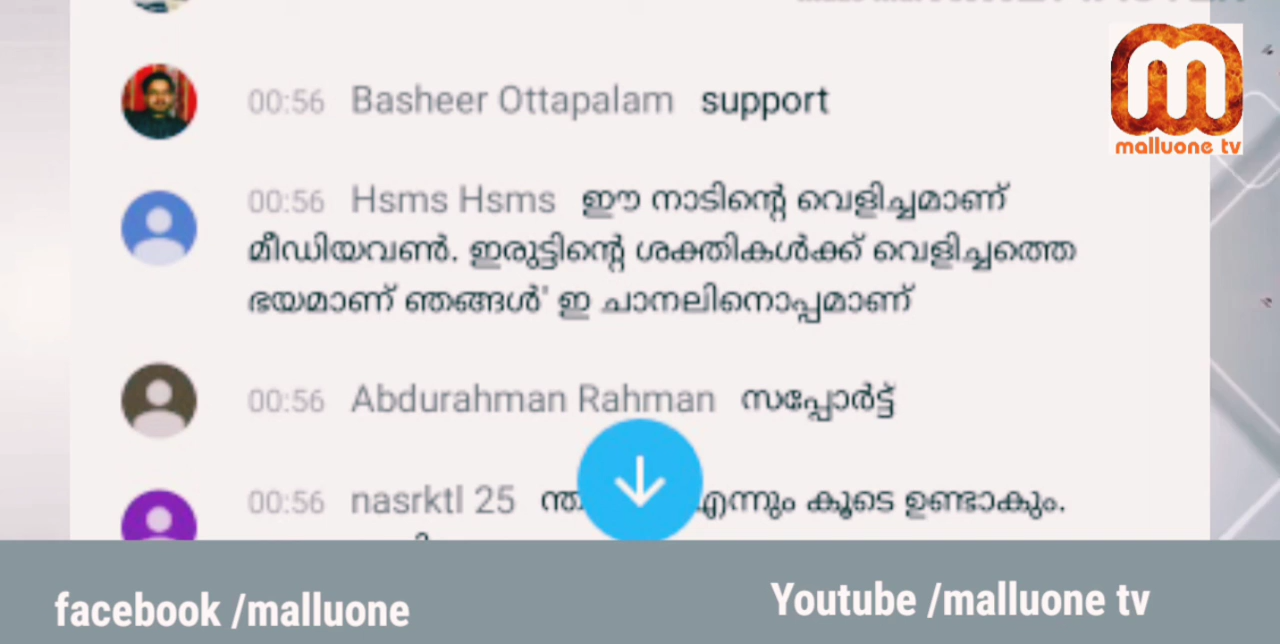 malluone tv
00:56 Basheer Ottapalam support
00:56 Hsms Hsms ഈ നാടിന്റെ വെളിച്ചമാണ്
മീഡിയവൺ. ഇരുട്ടിന്റെ ശക്തികൾക്ക് വെളിച്ചത്തെ
ഭയമാണ് ഞങ്ങൾ' ഇ ചാനലിനൊപ്പമാണ്
00:56 Abdurahman Rahman സപ്പോർട്ട്
00:56 nasrktl 25 എന്നും കൂടെ ഉണ്ടാകും.
facebook /malluone
Youtube /malluone tv